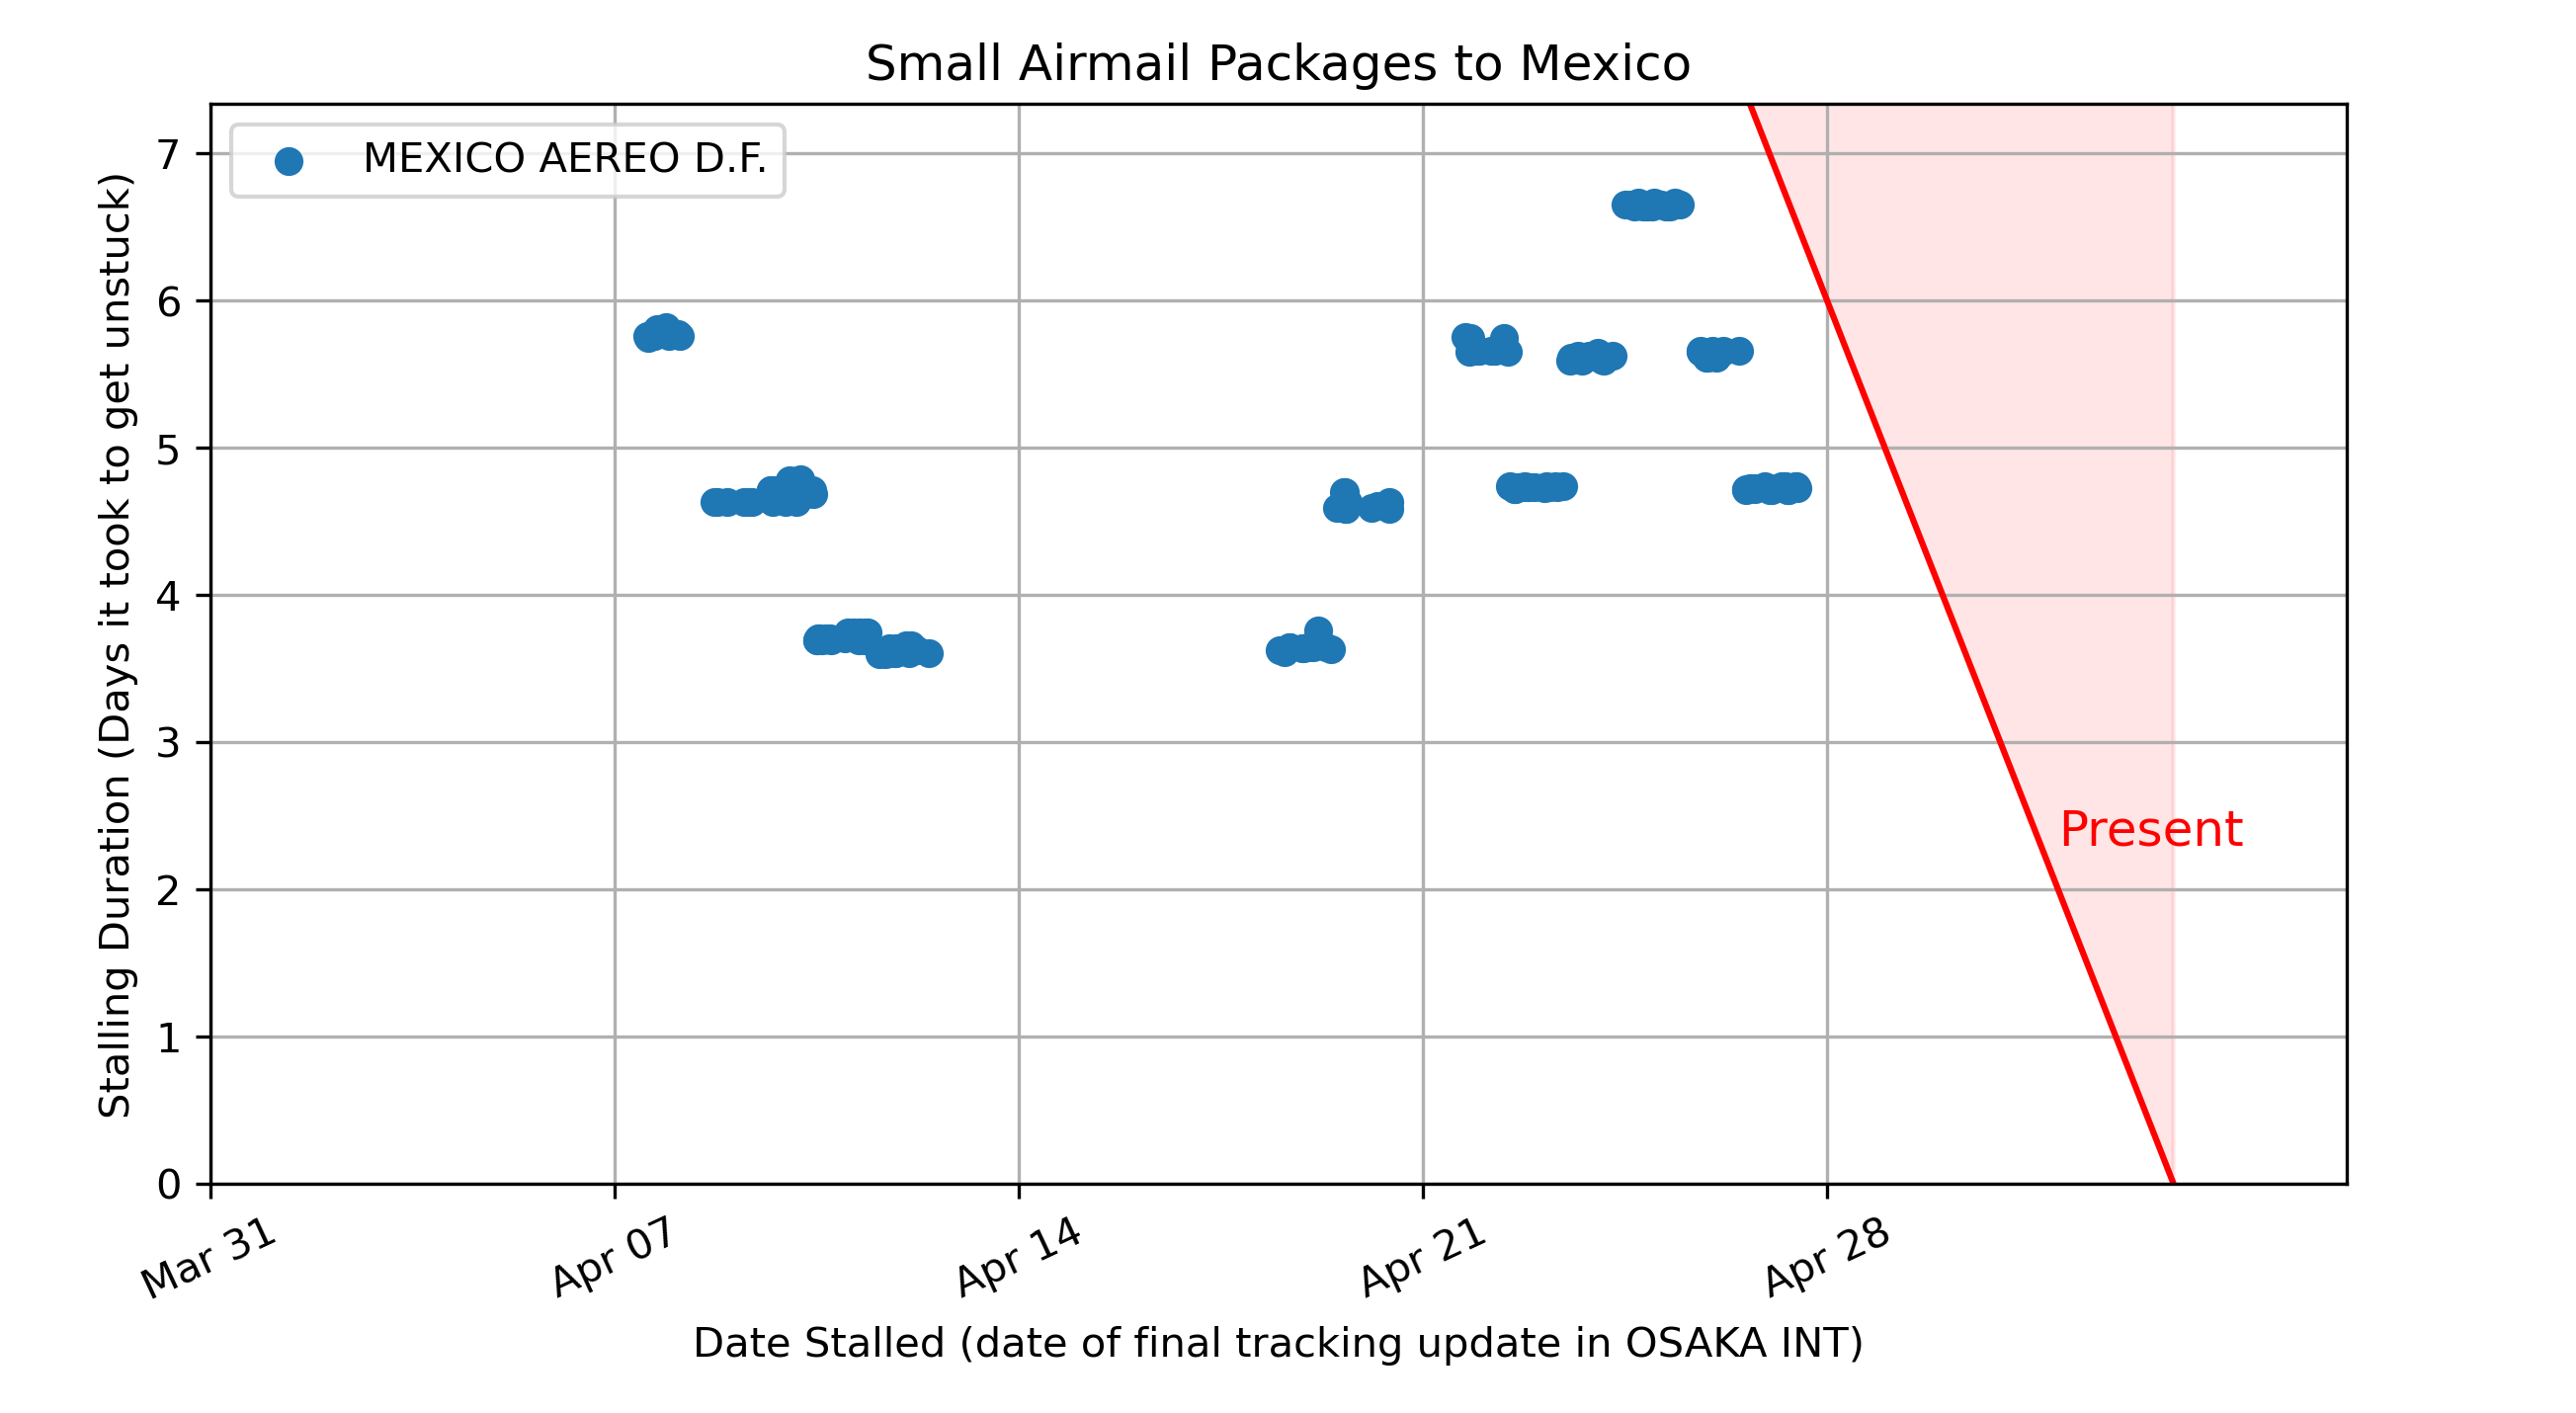 Small Airmail Packages to Mexico
MEXICO AEREO D.F.
Stalling Duration (Days it took to get unstuck)
7
6
5
4
3
2
1
0
Present
Mar 31
Apr 07
Apr 14
Apr 21
Apr 28
Date Stalled (date of final tracking update in OSAKA INT)